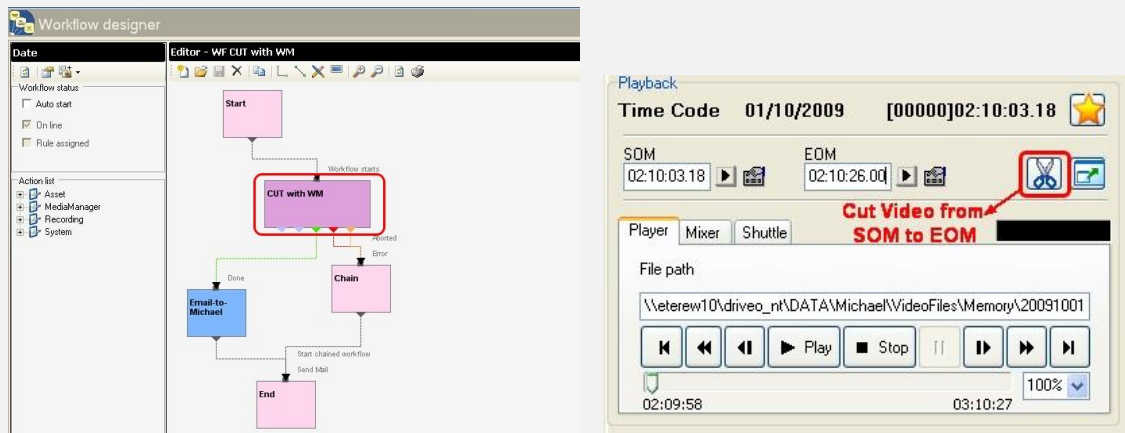 Workflow designer
Date
Editor - WF CUT with WM
Workflow status
Auto start
On line
Rule assigned
Action list
Asset
MediaManager
Recording
System
Start
Workflow starts
CUT with WM
Aborted
Error
Done
Chain
Email-to-
Michael
Start chained workflow
Send Mail
End
Playback
Time Code 01/10/2009 [00000]02:10:03.18
SOM EOM
02:10:03.18 02:10:26.00
Cut Video from
SOM to EOM
Player Mixer Shuttle
File path
\\eterew10\driveo_nt\DATA\Michael\VideoFiles\Memory\20091001
Play Stop
100%
02:09:58 03:10:27